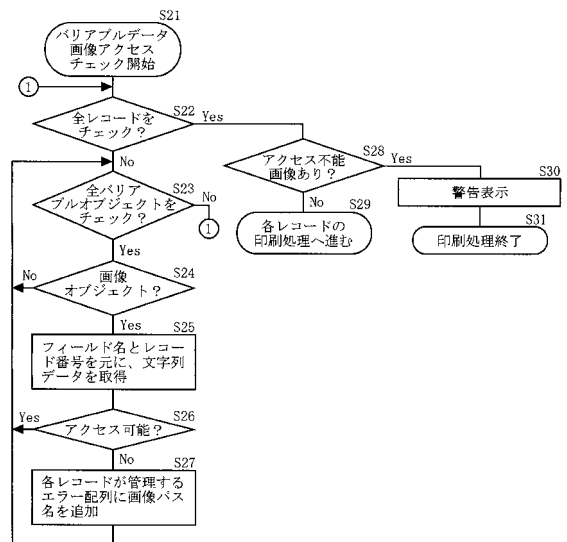 S21
バリアブルデータ
画像アクセス
チェック開始
1
S22
全レコードを
チェック？
Yes
No
S23
全バリア
ブルオブジェクトを
チェック？
No
1
Yes
S24
画像
オブジェクト？
No
Yes
S25
フィールド名とレコー
ド番号を元に、文字列
データを取得
S26
アクセス可能？
Yes
No
S27
各レコードが管理する
エラー配列に画像パス
名を追加
S28
アクセス不能
画像あり？
Yes
No
S29
各レコードの
印刷処理へ進む
S30
警告表示
S31
印刷処理終了